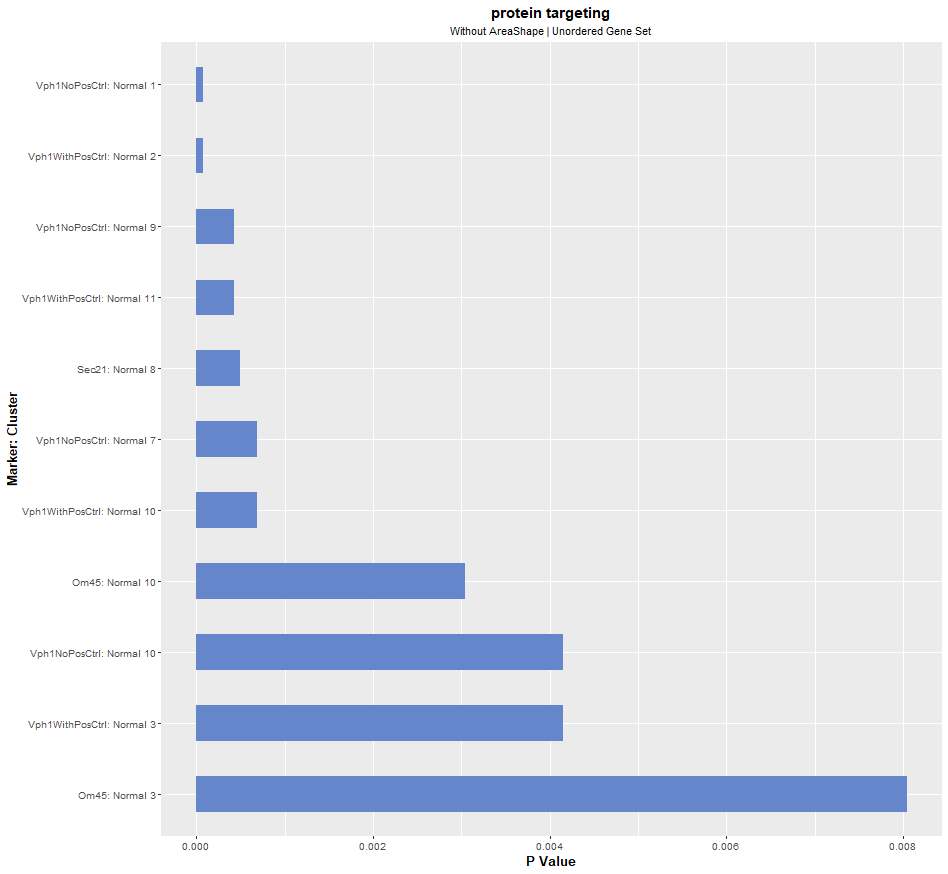 protein targeting
Without AreaShape | Unordered Gene Set
Marker: Cluster
Vph1NoPosCtrl: Normal 1
Vph1WithPosCtrl: Normal 2
Vph1NoPosCtrl: Normal 9
Vph1WithPosCtrl: Normal 11
Sec21: Normal 8
Vph1NoPosCtrl: Normal 7
Vph1WithPosCtrl: Normal 10
Om45: Normal 10
Vph1NoPosCtrl: Normal 10
Vph1WithPosCtrl: Normal 3
Om45: Normal 3
0.000 0.002 0.004 0.006 0.008
P Value